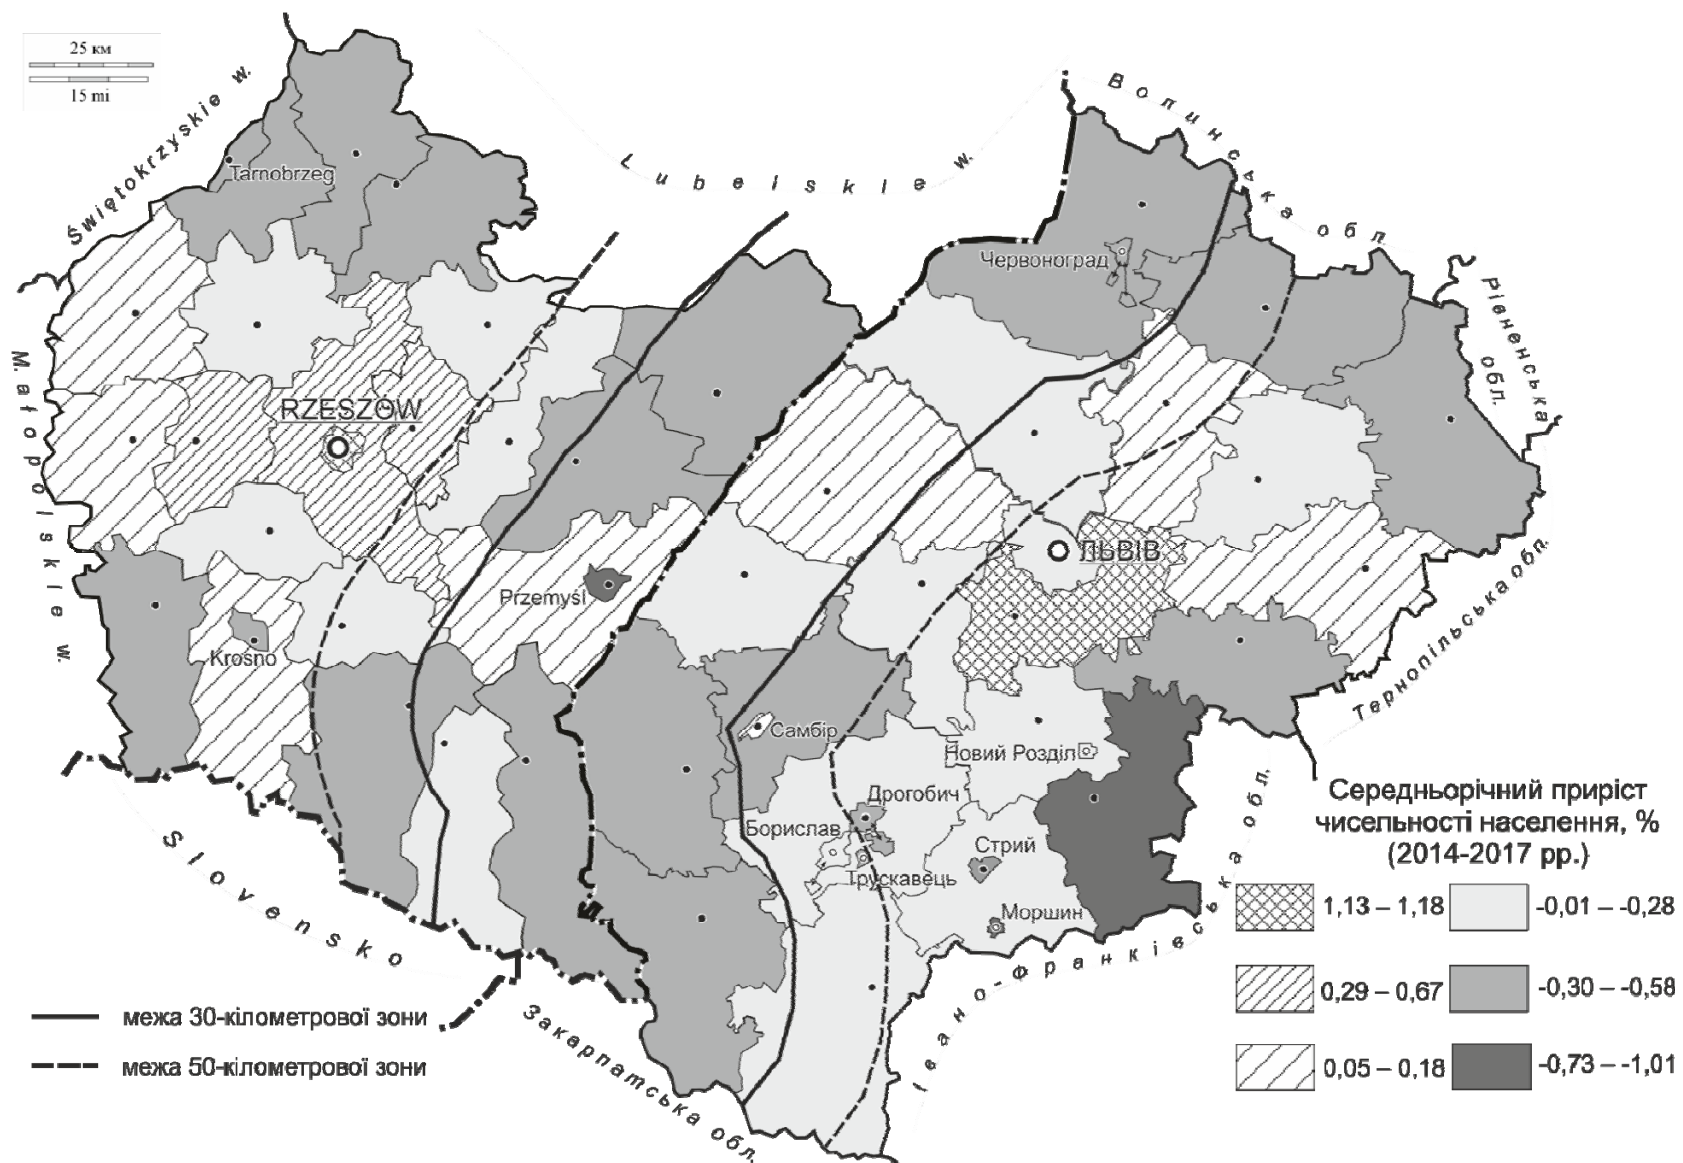 25 км
15 mi
Świętokrzyskie w.
Lubelskie w.
Волинська обл.
Рівненська обл.
Tarnobrzeg
Червоноград
Małopolskie w.
RZESZÓW
ЛЬВІВ
Тернопільська обл.
Przemyśl
Krosno
Самбір
Новий Розділ
Дрогобич
Борислав
Стрий
Трускавець
Моршин
Slovensko
Закарпатська обл.
Івано-франківська обл.
межа 30-кілометрової зони
межа 50-кілометрової зони
Середньорічний приріст
чисельності населення, %
(2014-2017 рр.)
1,13 – 1,18
-0,01 – -0,28
0,29 – 0,67
-0,30 – -0,58
0,05 – 0,18
-0,73 – -1,01